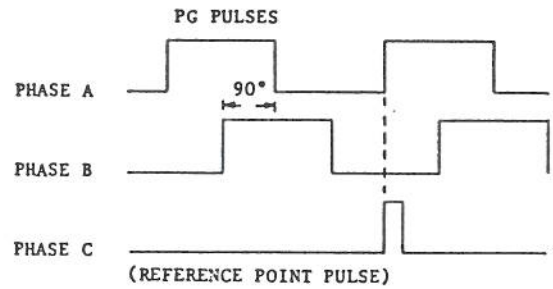 PG PULSES
PHASE A
90°
PHASE B
PHASE C
(REFERENCE POINT PULSE)